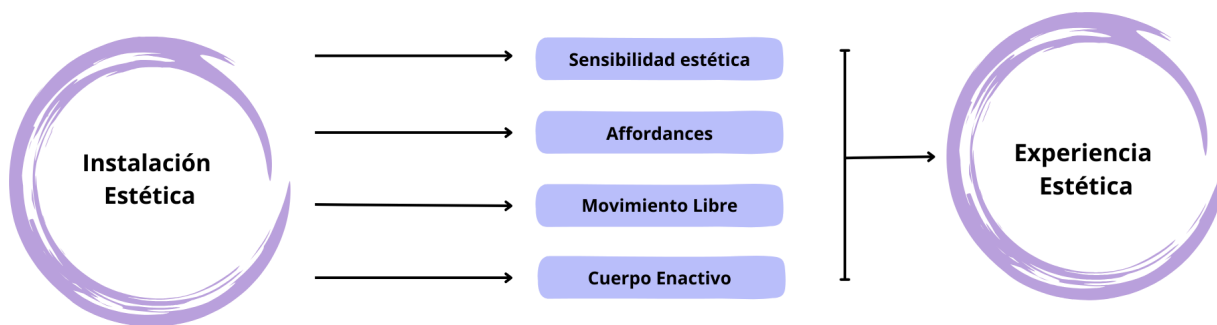 Instalación
Estética
Sensibilidad estética
Affordances
Movimiento Libre
Cuerpo Enactivo
Experiencia
Estética